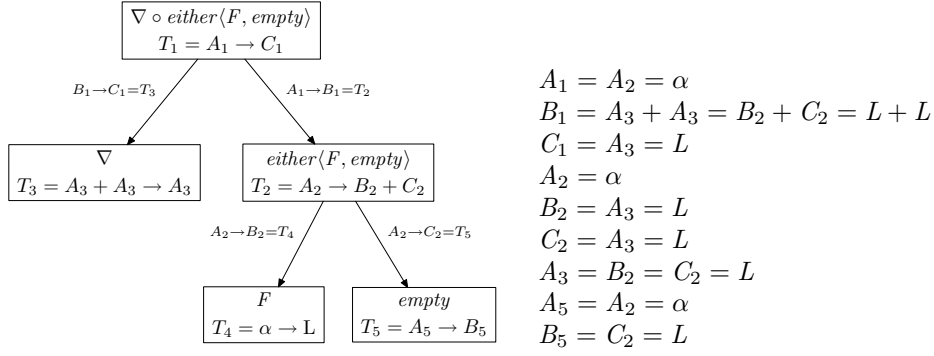 ∇ ∘ either⟨F, empty⟩
T₁ = A₁ → C₁
B₁→C₁=T₃
A₁→B₁=T₂
∇
T₃ = A₃ + A₃ → A₃
either⟨F, empty⟩
T₂ = A₂ → B₂ + C₂
A₂→B₂=T₄
A₂→C₂=T₅
F
T₄ = α → L
empty
T₅ = A₅ → B₅
A₁ = A₂ = α
B₁ = A₃ + A₃ = B₂ + C₂ = L + L
C₁ = A₃ = L
A₂ = α
B₂ = A₃ = L
C₂ = A₃ = L
A₃ = B₂ = C₂ = L
A₅ = A₂ = α
B₅ = C₂ = L